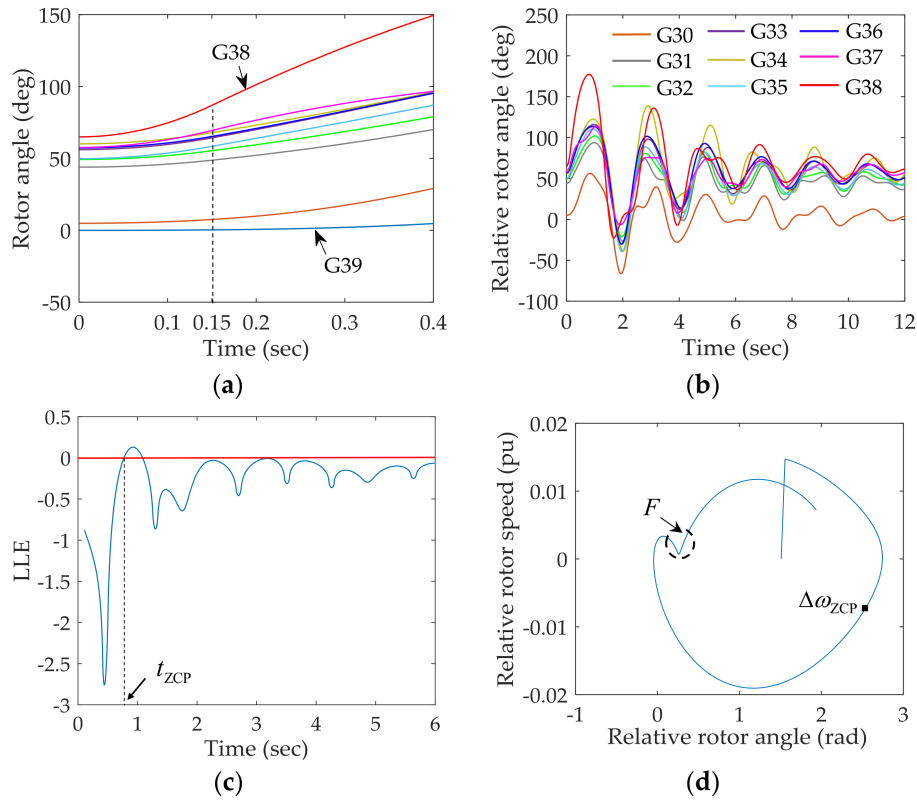 150
100
50
0
-50
Rotor angle (deg)
G38
G39
0
0.1
0.15
0.2
0.3
0.4
Time (sec)
(a)
250
200
150
100
50
0
-50
-100
Relative rotor angle (deg)
G30 G33 G36
G31 G34 G37
G32 G35 G38
0 2 4 6 8 10 12
Time (sec)
(b)
0.5
0
-0.5
-1
-1.5
-2
-2.5
-3
LLE
tZCP
0 1 2 3 4 5 6
Time (sec)
(c)
0.02
0.01
0
-0.01
-0.02
Relative rotor speed (pu)
F
ΔωZCP
-1 0 1 2 3
Relative rotor angle (rad)
(d)